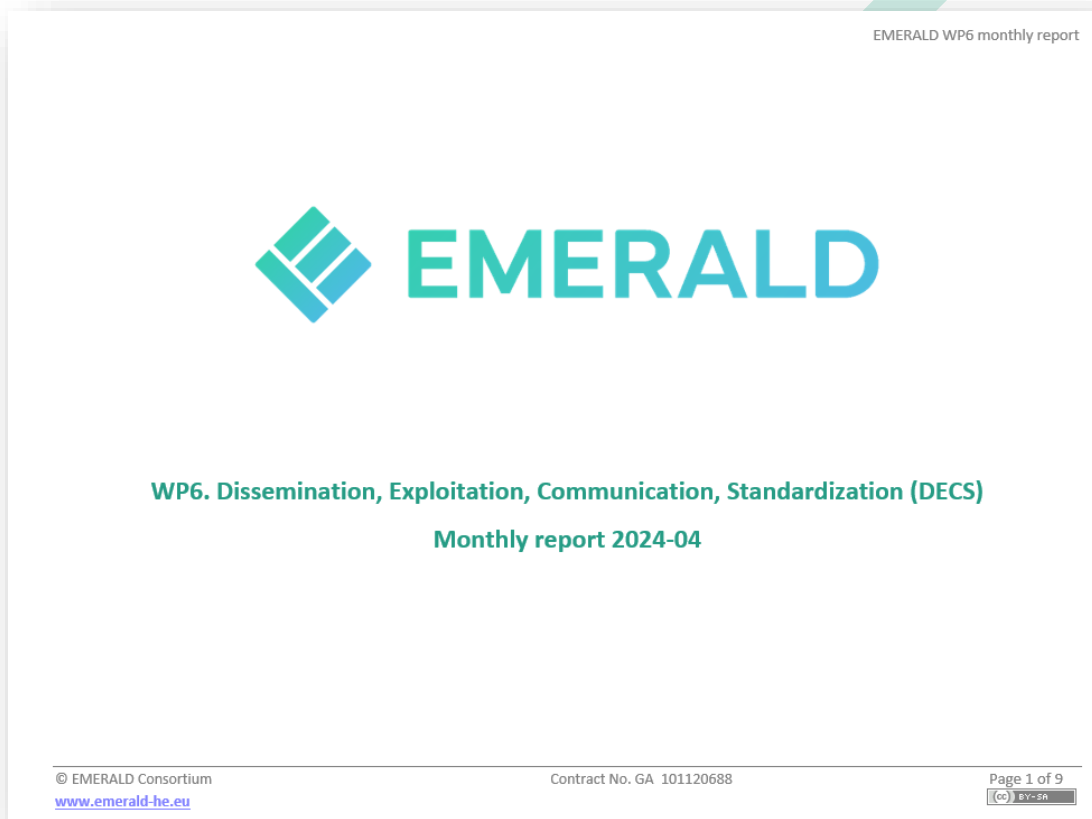 EMERALD WP6 monthly report
EMERALD
WP6. Dissemination, Exploitation, Communication, Standardization (DECS)
Monthly report 2024-04
© EMERALD Consortium
Contract No. GA 101120688
Page 1 of 9
www.emerald-he.eu
(cc) BY-SA